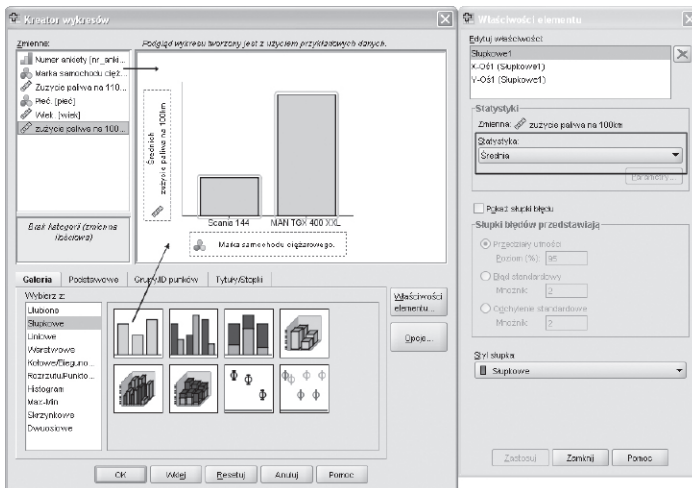 Kreator wykresów
Zmienne:
Numer ankiety [nr_anki...
Marka samochodu cięż...
Zużycie paliwa na 110...
Płeć. [płeć]
Wiek. [wiek]
zużycie paliwa na 100...
Brak kategorii (zmienna ilościowa)
Podgląd wykresu tworzony jest z użyciem przykładowych danych.
Średnich
zużycie paliwa na 100km
Scania 144
MAN TGX 400 XXL
Marka samochodu ciężarowego.
Galeria
Podstawowe
Grupy/ID punków
Tytuły/Stopki
Wybierz z:
Ulubione
Słupkowe
Liniowe
Warstwowe
Kołowe/Bieguno...
Rozrzutu/Punkto...
Histogram
Max-Min
Skrzynkowe
Dwuosiowe
Właściwości elementu...
Opcje...
OK
Wklej
Resetuj
Anuluj
Pomoc
Właściwości elementu
Edytuj właściwości:
Słupkowe1
X-Oś1 (Słupkowe1)
Y-Oś1 (Słupkowe1)
Statystyki
Zmienna: zużycie paliwa na 100km
Statystyka:
Średnia
Parametry...
Pokaż słupki błędu
Słupki błędów przedstawiają
Przedziały ufności
Poziom (%): 95
Błąd standardowy
Mnożnik: 2
Odchylenie standardowe
Mnożnik: 2
Styl słupka
Słupkowe
Zastosuj
Zamknij
Pomoc